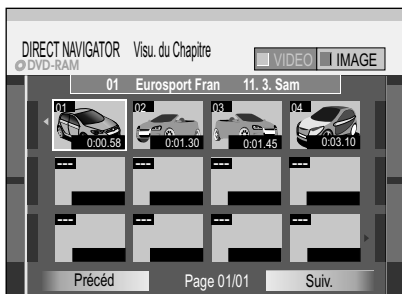 DIRECT NAVIGATOR Visu. du Chapitre
VIDEO IMAGE
DVD-RAM
01 Eurosport Fran 11. 3. Sam
01 02 03 04
0:00.58 0:01.30 0:01.45 0:03.10
--- --- --- ---
--- --- --- ---
Précéd Page 01/01 Suiv.